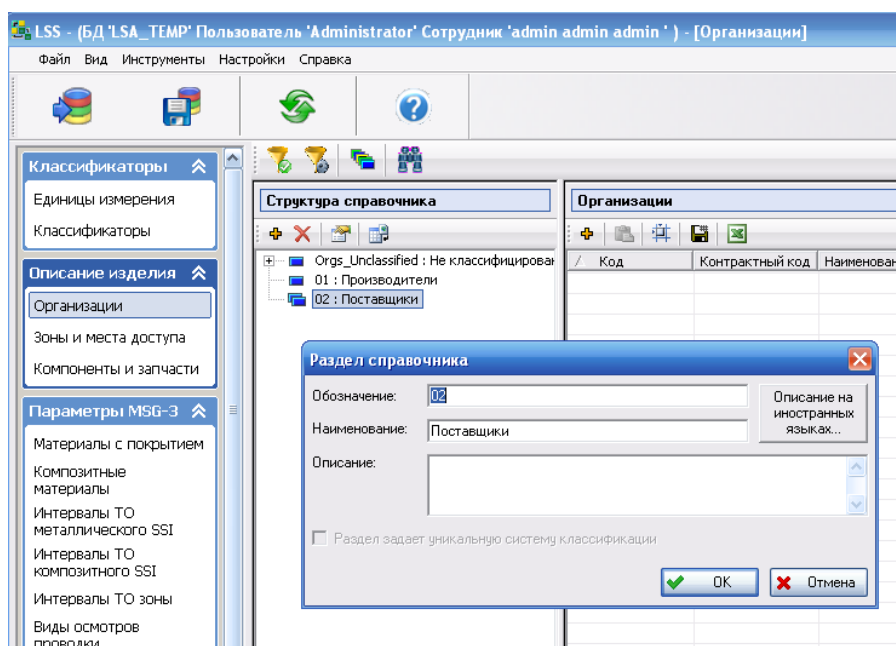 LSS - (БД 'LSA_TEMP' Пользователь 'Administrator' Сотрудник 'admin admin admin ' ) - [Организации]
Файл Вид Инструменты Настройки Справка
Классификаторы
Единицы измерения
Классификаторы
Описание изделия
Организации
Зоны и места доступа
Компоненты и запчасти
Параметры MSG-3
Материалы с покрытием
Композитные
материалы
Интервалы ТО
металлического SSI
Интервалы ТО
композитного SSI
Интервалы ТО зоны
Виды осмотров
проводки
Структура справочника
Orgs_Unclassified : Не классифицирован
01 : Производители
02 : Поставщики
Организации
Код Контрактный код Наименован
Раздел справочника
Обозначение: 02
Наименование: Поставщики
Описание:
Описание на
иностранных
языках...
Раздел задает уникальную систему классификации
OK Отмена